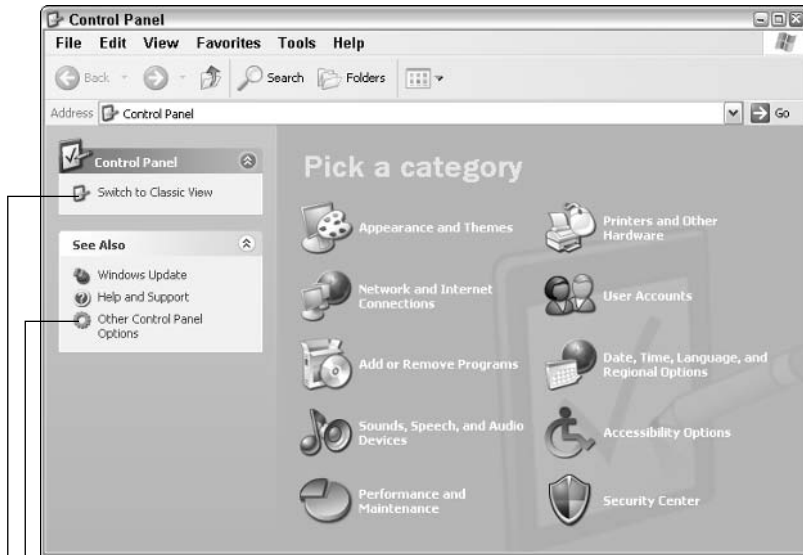 Control Panel
File Edit View Favorites Tools Help
Back Search Folders
Address Control Panel Go
Control Panel
Switch to Classic View
See Also
Windows Update
Help and Support
Other Control Panel
Options
Pick a category
Appearance and Themes
Printers and Other
Hardware
Network and Internet
Connections
User Accounts
Add or Remove Programs
Date, Time, Language, and
Regional Options
Sounds, Speech, and Audio
Devices
Accessibility Options
Performance and
Maintenance
Security Center